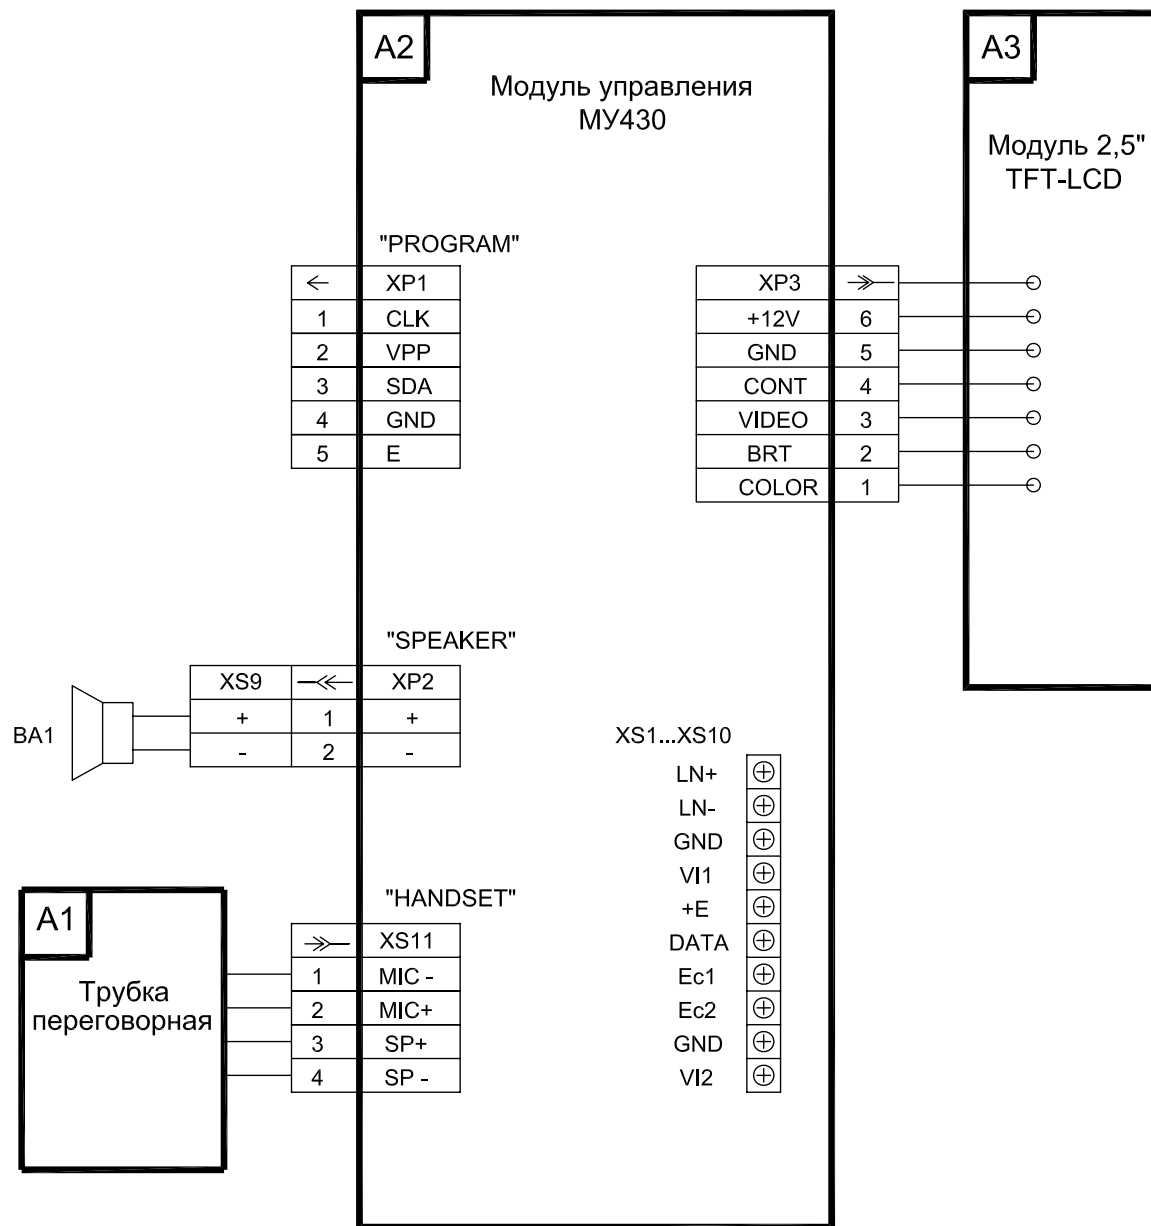 A2
Модуль управления
МУ430
A3
Модуль 2,5"
TFT-LCD
"PROGRAM"
XP1
1 CLK
2 VPP
3 SDA
4 GND
5 E
XP3
+12V 6
GND 5
CONT 4
VIDEO 3
BRT 2
COLOR 1
"SPEAKER"
XS9 XP2
+ 1 +
- 2 -
BA1
XS1...XS10
LN+
LN-
GND
VI1
+E
DATA
Ec1
Ec2
GND
VI2
"HANDSET"
XS11
1 MIC -
2 MIC+
3 SP+
4 SP -
A1
Трубка
переговорная